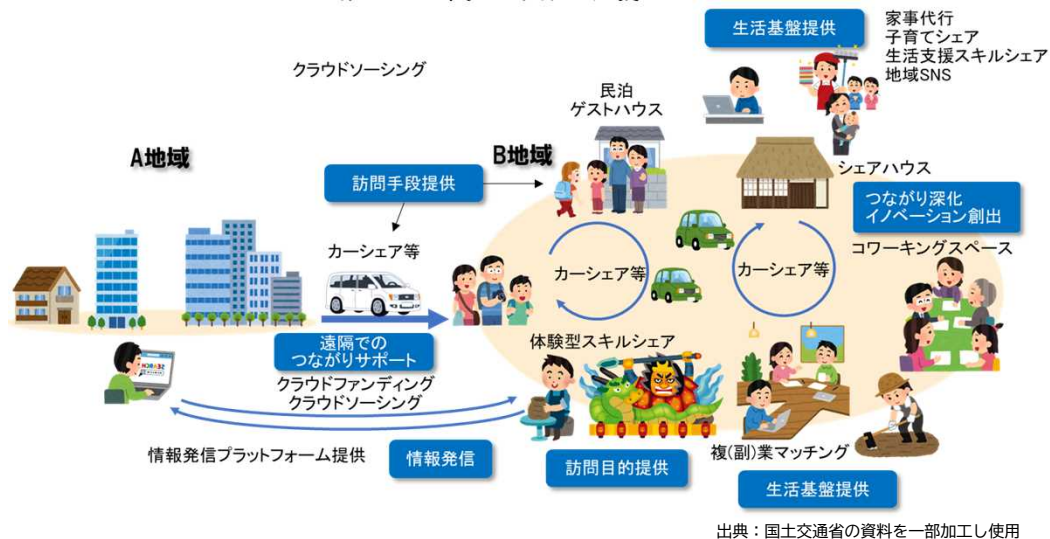 生活基盤提供
家事代行
子育てシェア
生活支援スキルシェア
地域SNS
クラウドソーシング
民泊
ゲストハウス
A地域
B地域
訪問手段提供
シェアハウス
つながり深化
イノベーション創出
コワーキングスペース
カーシェア等
カーシェア等
カーシェア等
遠隔での
つながりサポート
クラウドファンディング
クラウドソーシング
体験型スキルシェア
SEARCH
情報発信プラットフォーム提供
情報発信
訪問目的提供
複(副)業マッチング
生活基盤提供
出典：国土交通省の資料を一部加工し使用